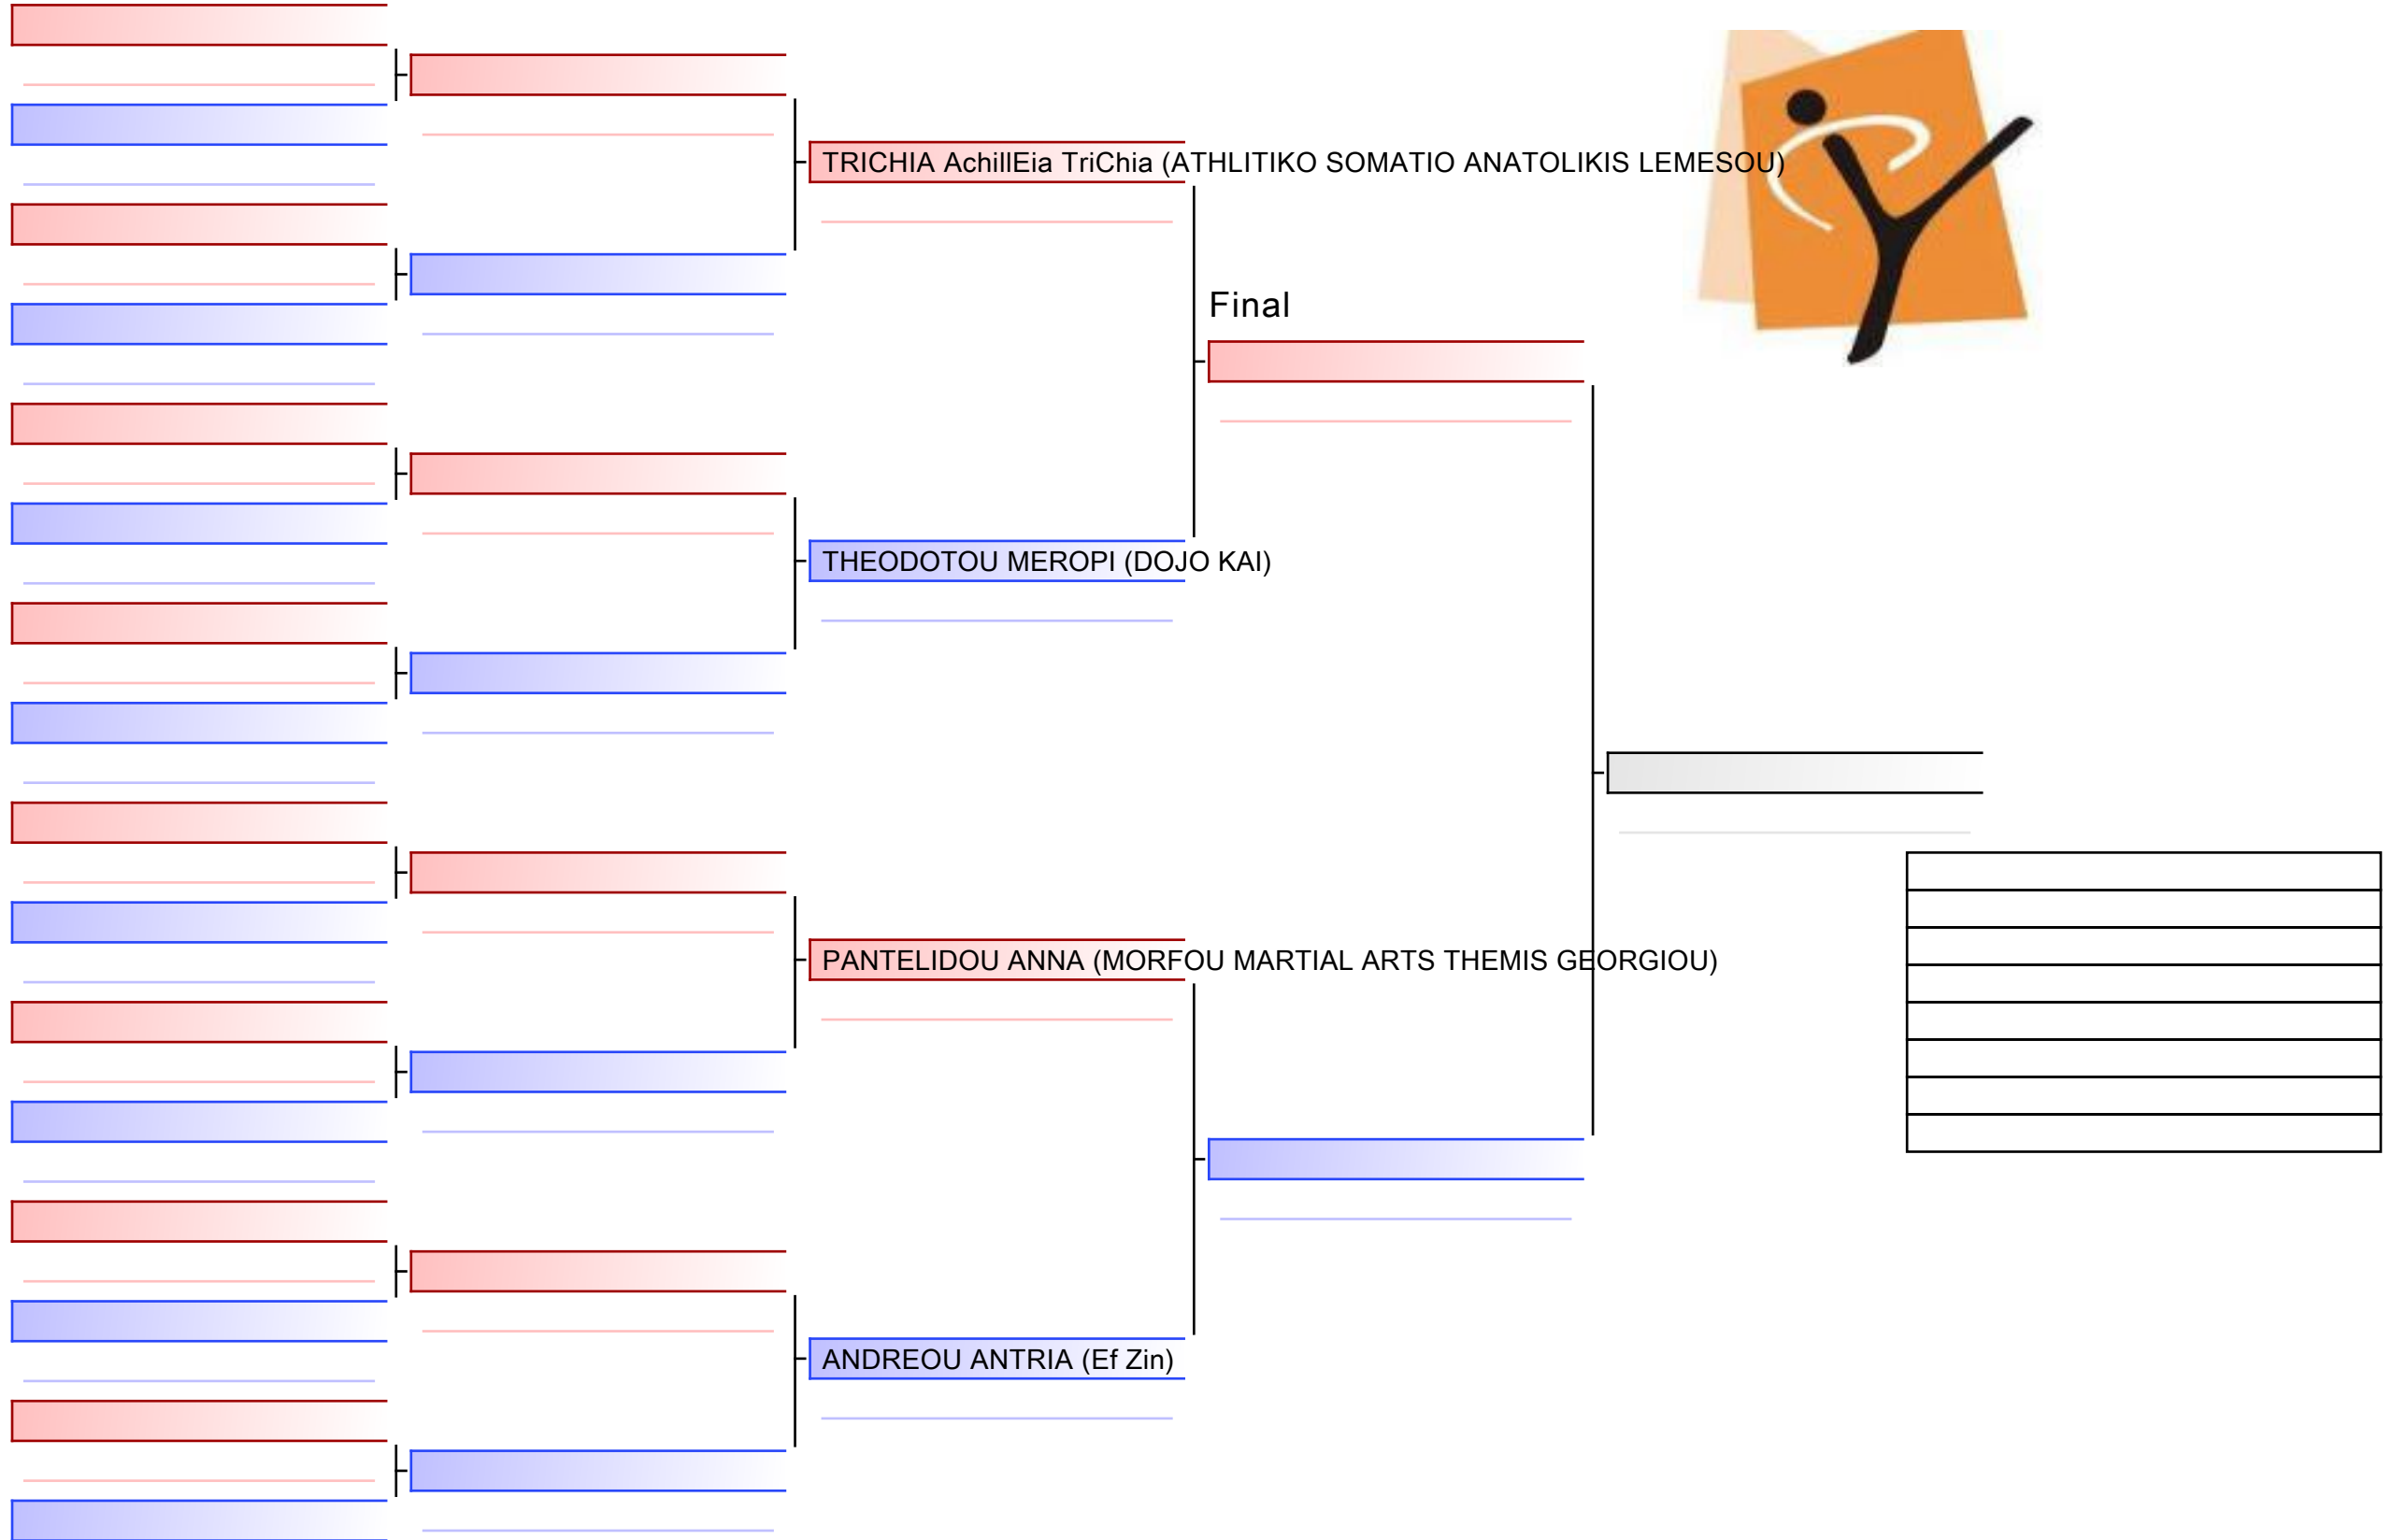 TRICHIA AchillEia TriChia (ATHLITIKO SOMATIO ANATOLIKIS LEMESOU)
Final
THEODOTOU MEROPI (DOJO KAI)
PANTELIDOU ANNA (MORFOU MARTIAL ARTS THEMIS GEORGIOU)
ANDREOU ANTRIA (Ef Zin)